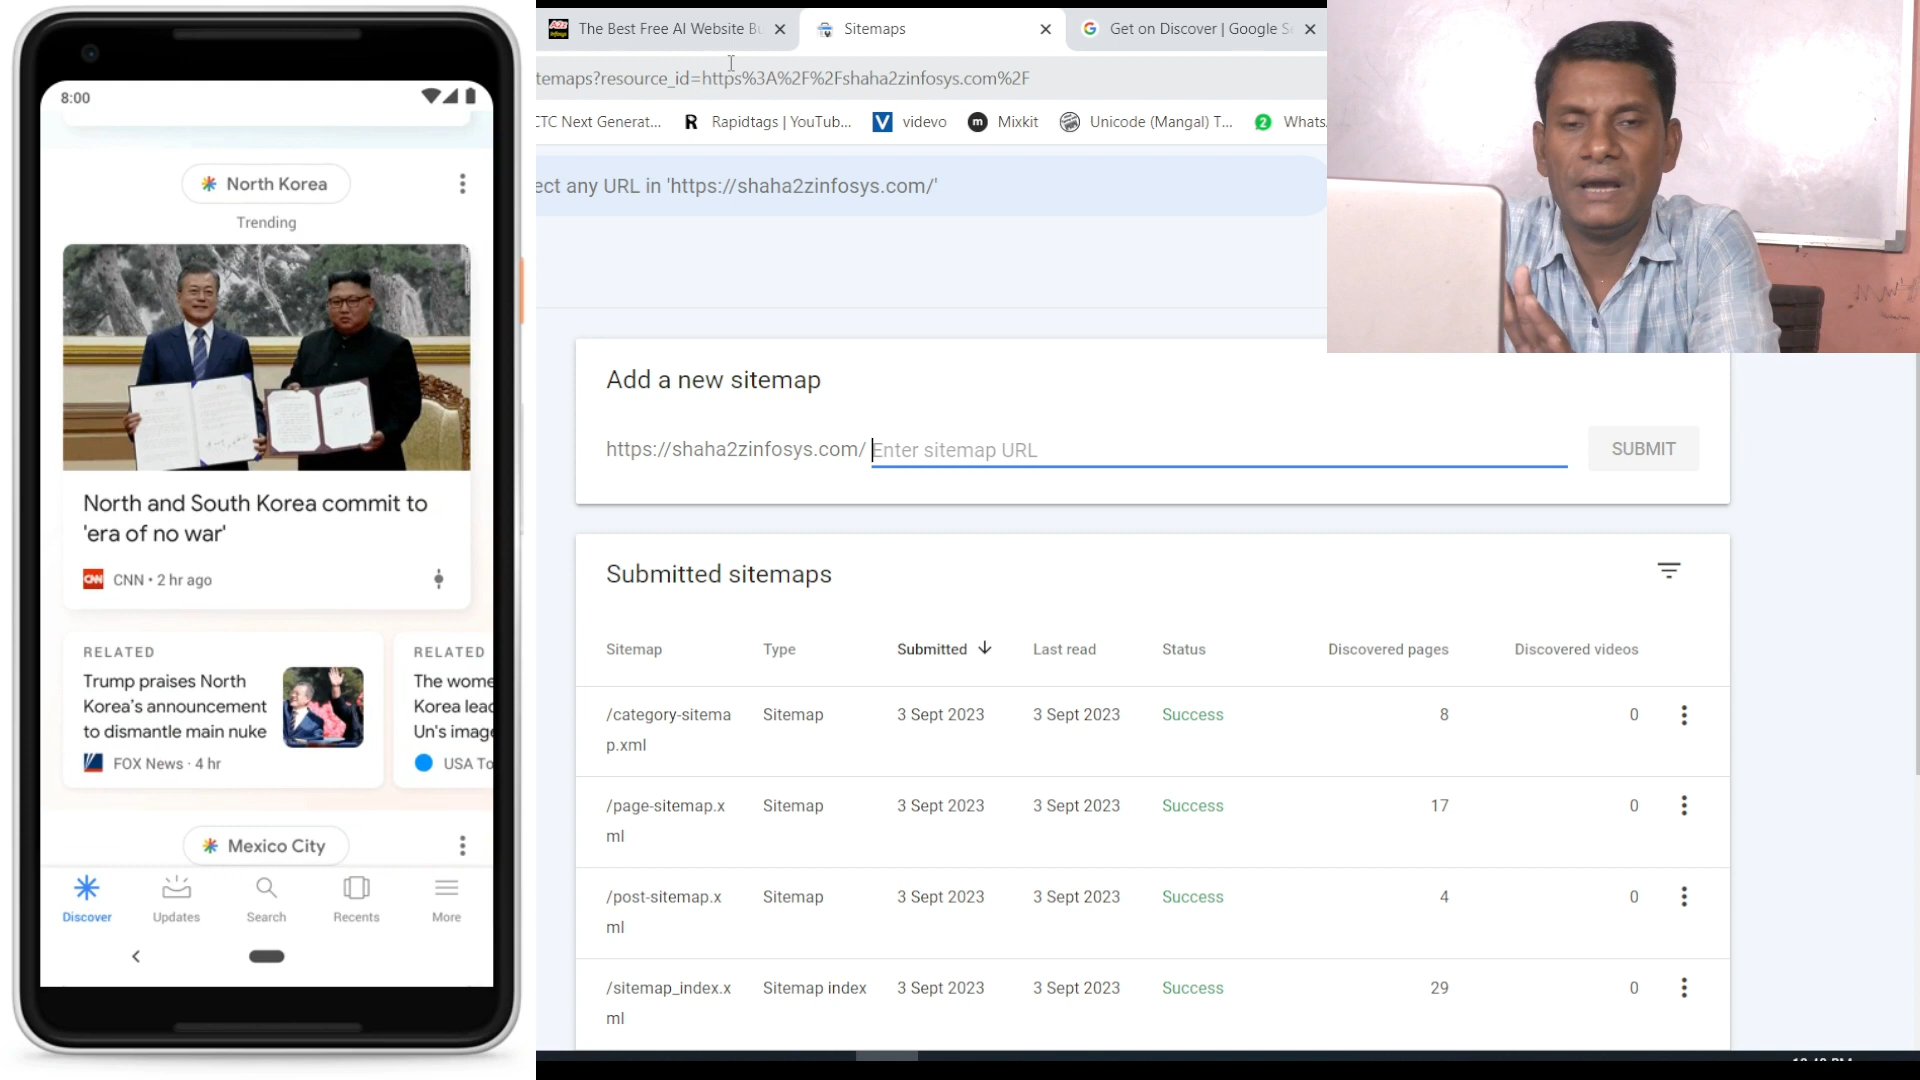 8:00
North Korea
Trending
North and South Korea commit to
'era of no war'
CNN
CNN • 2 hr ago
RELATED
Trump praises North
Korea's announcement
to dismantle main nuke
FOX News · 4 hr
RELATED
The wome
Korea lead
Un's image
USA To
Mexico City
Discover
Updates
Search
Recents
More
The Best Free AI Website Bu
Sitemaps
Get on Discover | Google Se
temaps?resource_id=https%3A%2F%2Fshaha2zinfosys.com%2F
CTC Next Generat...
R Rapidtags | YouTub...
V videvo
m Mixkit
Unicode (Mangal) T...
2 Whats
ect any URL in 'https://shaha2zinfosys.com/'
Add a new sitemap
https://shaha2zinfosys.com/ Enter sitemap URL
SUBMIT
Submitted sitemaps
Sitemap Type Submitted Last read Status Discovered pages Discovered videos
/category-sitema
p.xml
Sitemap 3 Sept 2023 3 Sept 2023 Success 8 0
/page-sitemap.x
ml
Sitemap 3 Sept 2023 3 Sept 2023 Success 17 0
/post-sitemap.x
ml
Sitemap 3 Sept 2023 3 Sept 2023 Success 4 0
/sitemap_index.x
ml
Sitemap index 3 Sept 2023 3 Sept 2023 Success 29 0